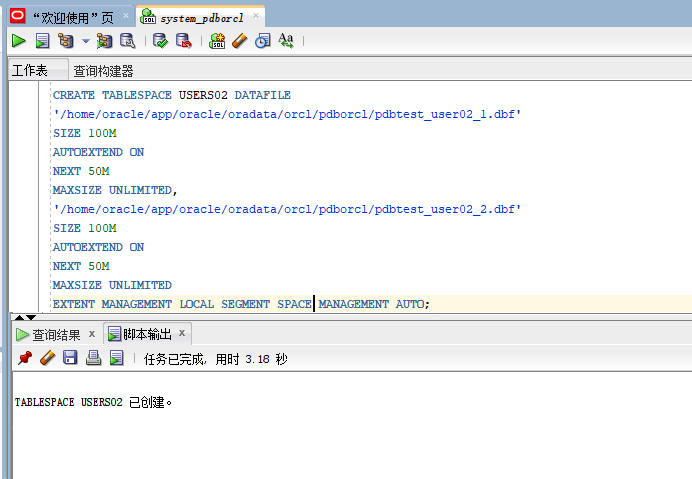 “欢迎使用”页 × system_pdborcl ×
工作表 查询构建器
CREATE TABLESPACE USERS02 DATAFILE
'/home/oracle/app/oracle/oradata/orcl/pdborcl/pdbtest_user02_1.dbf'
SIZE 100M
AUTOEXTEND ON
NEXT 50M
MAXSIZE UNLIMITED,
'/home/oracle/app/oracle/oradata/orcl/pdborcl/pdbtest_user02_2.dbf'
SIZE 100M
AUTOEXTEND ON
NEXT 50M
MAXSIZE UNLIMITED
EXTENT MANAGEMENT LOCAL SEGMENT SPACE MANAGEMENT AUTO;
查询结果 × 脚本输出 ×
任务已完成, 用时 3.18 秒
TABLESPACE USERS02 已创建。